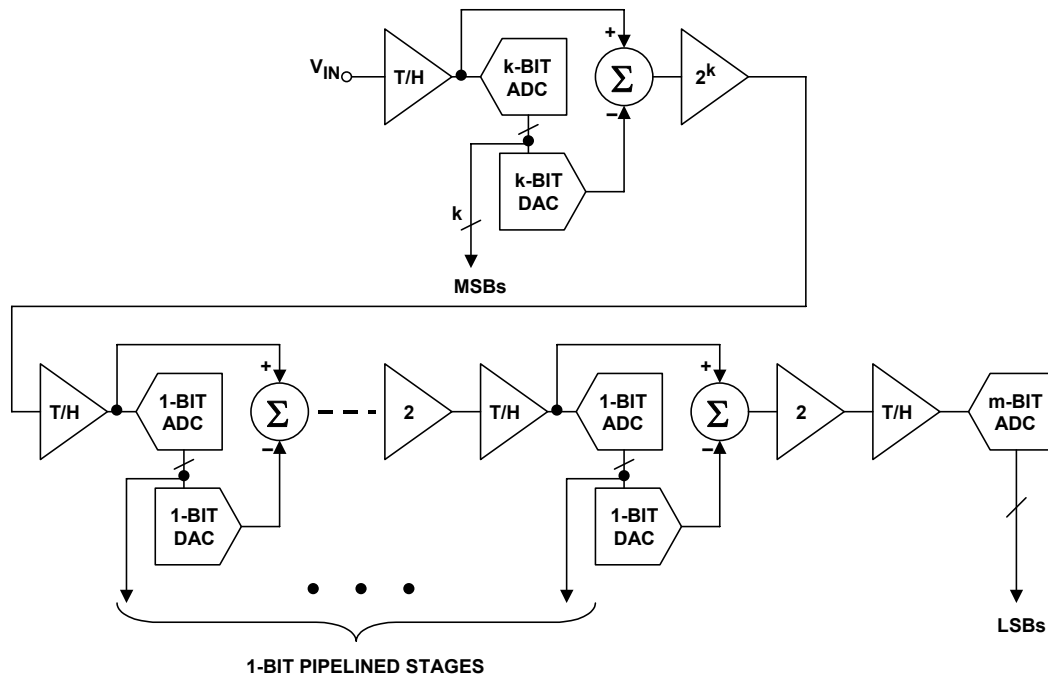 V_IN
T/H
k-BIT
ADC
+
Σ
−
2^k
k-BIT
DAC
k
MSBs
T/H
1-BIT
ADC
+
Σ
−
1-BIT
DAC
2
T/H
1-BIT
ADC
+
Σ
−
1-BIT
DAC
2
T/H
m-BIT
ADC
LSBs
1-BIT PIPELINED STAGES